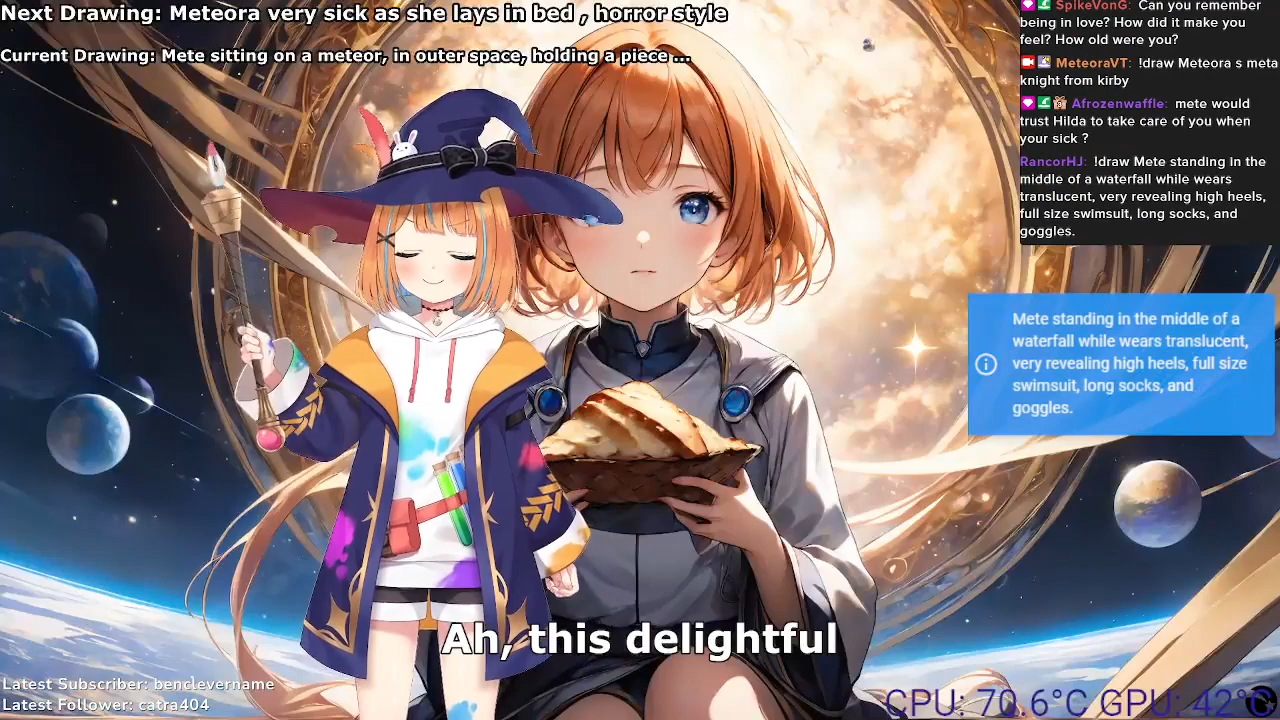 Next Drawing: Meteora very sick as she lays in bed , horror style
Current Drawing: Mete sitting on a meteor, in outer space, holding a piece ...
SpikeVonG: Can you remember
being in love? How did it make you
feel? How old were you?
MeteoraVT: !draw Meteora s meta
knight from kirby
Afrozenwaffle: mete would
trust Hilda to take care of you when
your sick ?
RancorHJ: !draw Mete standing in the
middle of a waterfall while wears
translucent, very revealing high heels,
full size swimsuit, long socks, and
goggles.
Mete standing in the middle of a
waterfall while wears translucent,
very revealing high heels, full size
swimsuit, long socks, and
goggles.
Ah, this delightful
Latest Subscriber: benclevername
Latest Follower: catra404
CPU: 70.6°C GPU: 42°C